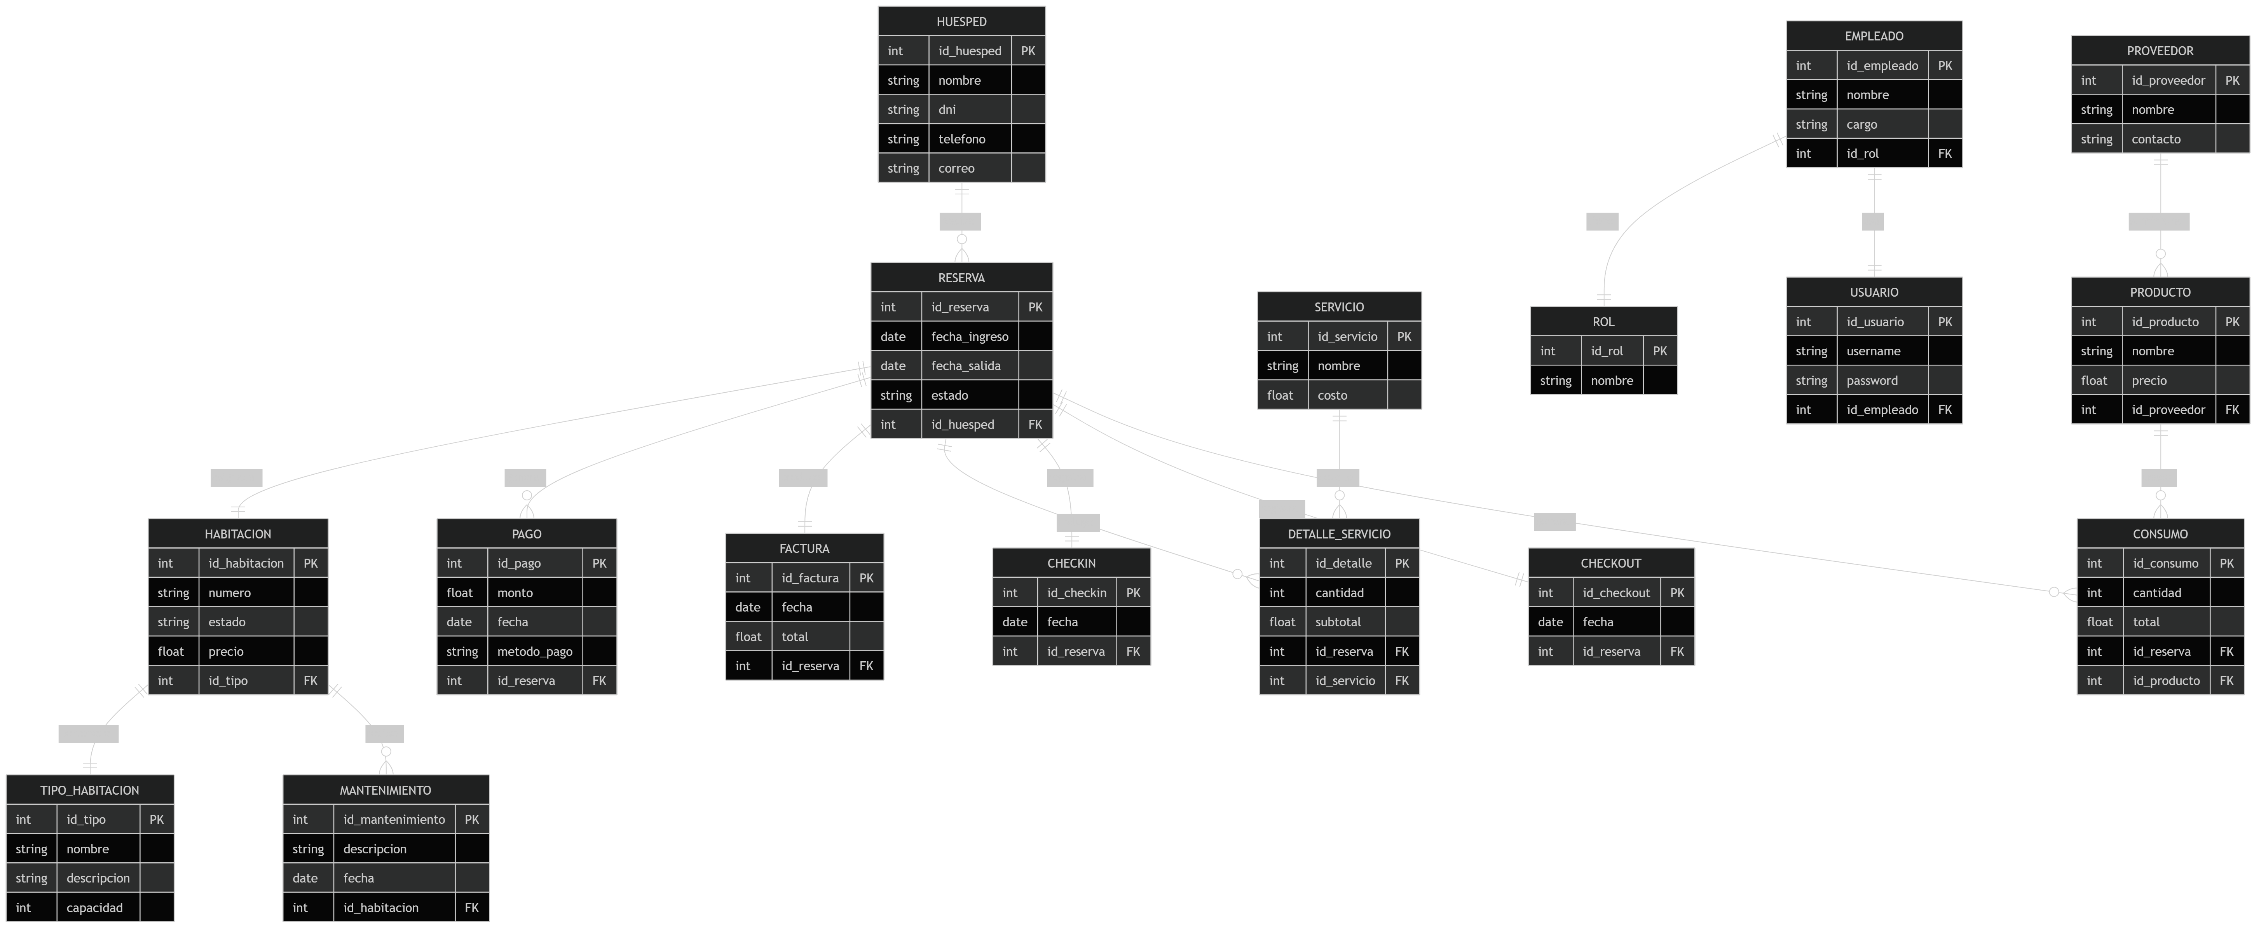 HUESPED
int id_huesped PK
string nombre
string dni
string telefono
string correo
EMPLEADO
int id_empleado PK
string nombre
string cargo
int id_rol FK
PROVEEDOR
int id_proveedor PK
string nombre
string contacto
RESERVA
int id_reserva PK
date fecha_ingreso
date fecha_salida
string estado
int id_huesped FK
SERVICIO
int id_servicio PK
string nombre
float costo
ROL
int id_rol PK
string nombre
USUARIO
int id_usuario PK
string username
string password
int id_empleado FK
PRODUCTO
int id_producto PK
string nombre
float precio
int id_proveedor FK
HABITACION
int id_habitacion PK
string numero
string estado
float precio
int id_tipo FK
PAGO
int id_pago PK
float monto
date fecha
string metodo_pago
int id_reserva FK
FACTURA
int id_factura PK
date fecha
float total
int id_reserva FK
CHECKIN
int id_checkin PK
date fecha
int id_reserva FK
DETALLE_SERVICIO
int id_detalle PK
int cantidad
float subtotal
int id_reserva FK
int id_servicio FK
CHECKOUT
int id_checkout PK
date fecha
int id_reserva FK
CONSUMO
int id_consumo PK
int cantidad
float total
int id_reserva FK
int id_producto FK
TIPO_HABITACION
int id_tipo PK
string nombre
string descripcion
int capacidad
MANTENIMIENTO
int id_mantenimiento PK
string descripcion
date fecha
int id_habitacion FK